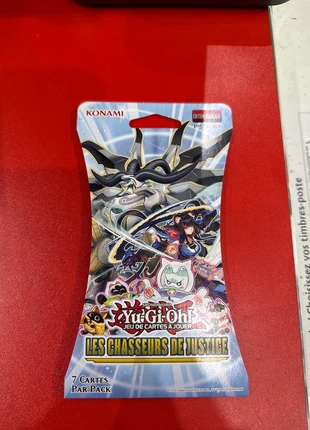 KONAMI
Yu-Gi-Oh!
JEU DE CARTES À JOUER
LES CHASSEURS DE JUSTICE
7 CARTES
PAR PACK
Choisissez vos timbres-poste